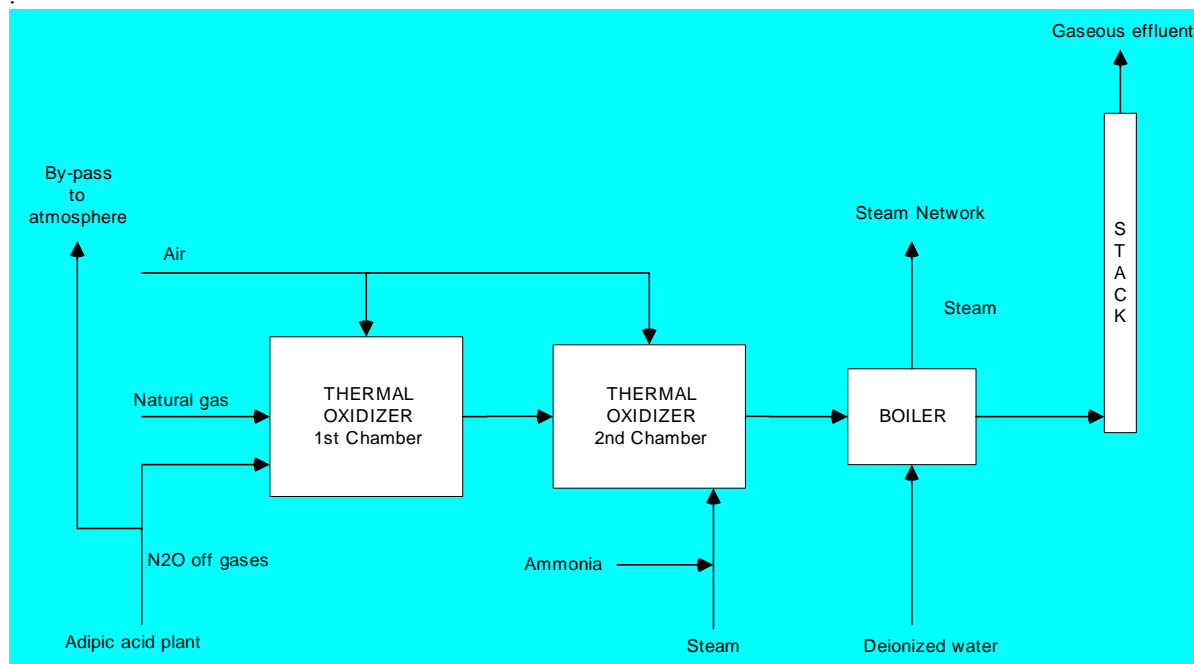 Gaseous effluent
By-pass
to
atmosphere
Steam Network
Air
Steam
S
T
A
C
K
THERMAL
OXIDIZER
1st Chamber
THERMAL
OXIDIZER
2nd Chamber
BOILER
Natural gas
N2O off gases
Ammonia
Adipic acid plant
Steam
Deionized water